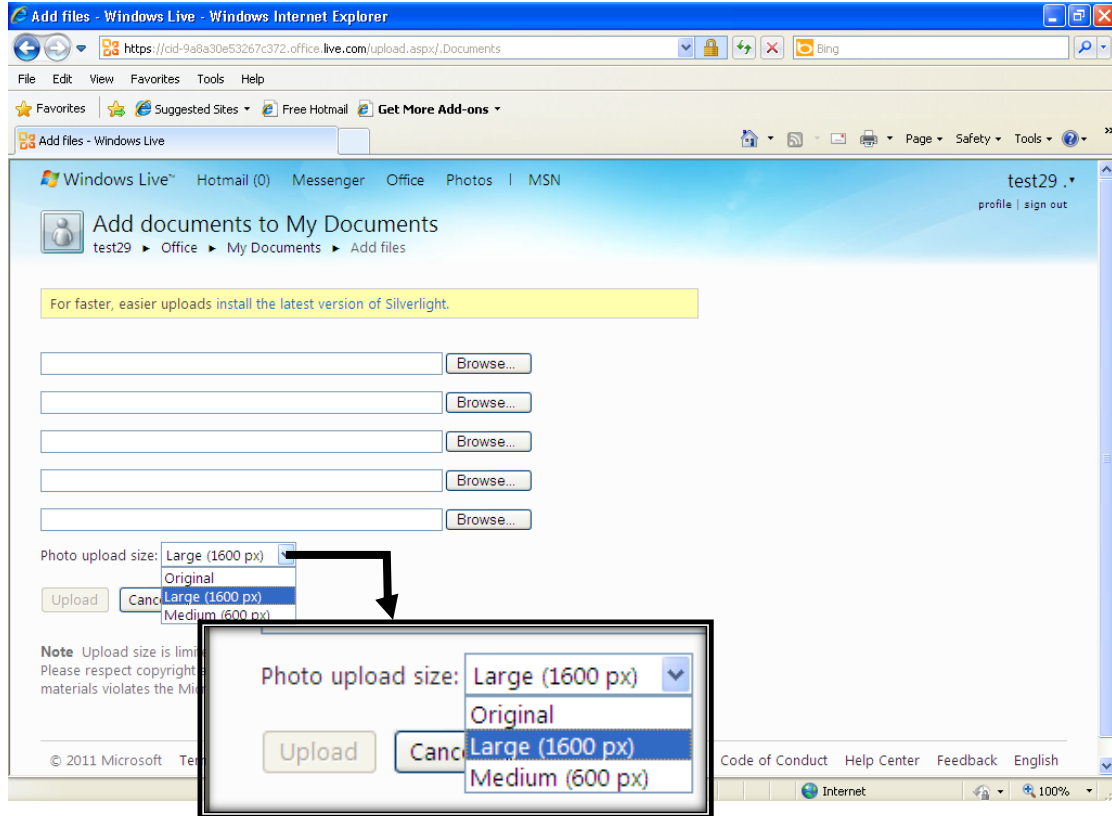 Add files - Windows Live - Windows Internet Explorer
https://cid-9a8a30e53267c372.office.live.com/upload.aspx/.Documents
Bing
File Edit View Favorites Tools Help
Favorites Suggested Sites Free Hotmail Get More Add-ons
Add files - Windows Live
Page Safety Tools
Windows Live™ Hotmail (0) Messenger Office Photos | MSN
test29 .
profile | sign out
Add documents to My Documents
test29 ► Office ► My Documents ► Add files
For faster, easier uploads install the latest version of Silverlight.
Browse...
Browse...
Browse...
Browse...
Browse...
Photo upload size: Large (1600 px)
Original
Large (1600 px)
Medium (600 px)
Upload Canc
Note Upload size is
Please respect copyright
materials violates the
Photo upload size: Large (1600 px)
Original
Large (1600 px)
Medium (600 px)
Upload Canc
© 2011 Microsoft
Code of Conduct Help Center Feedback English
Internet
100%